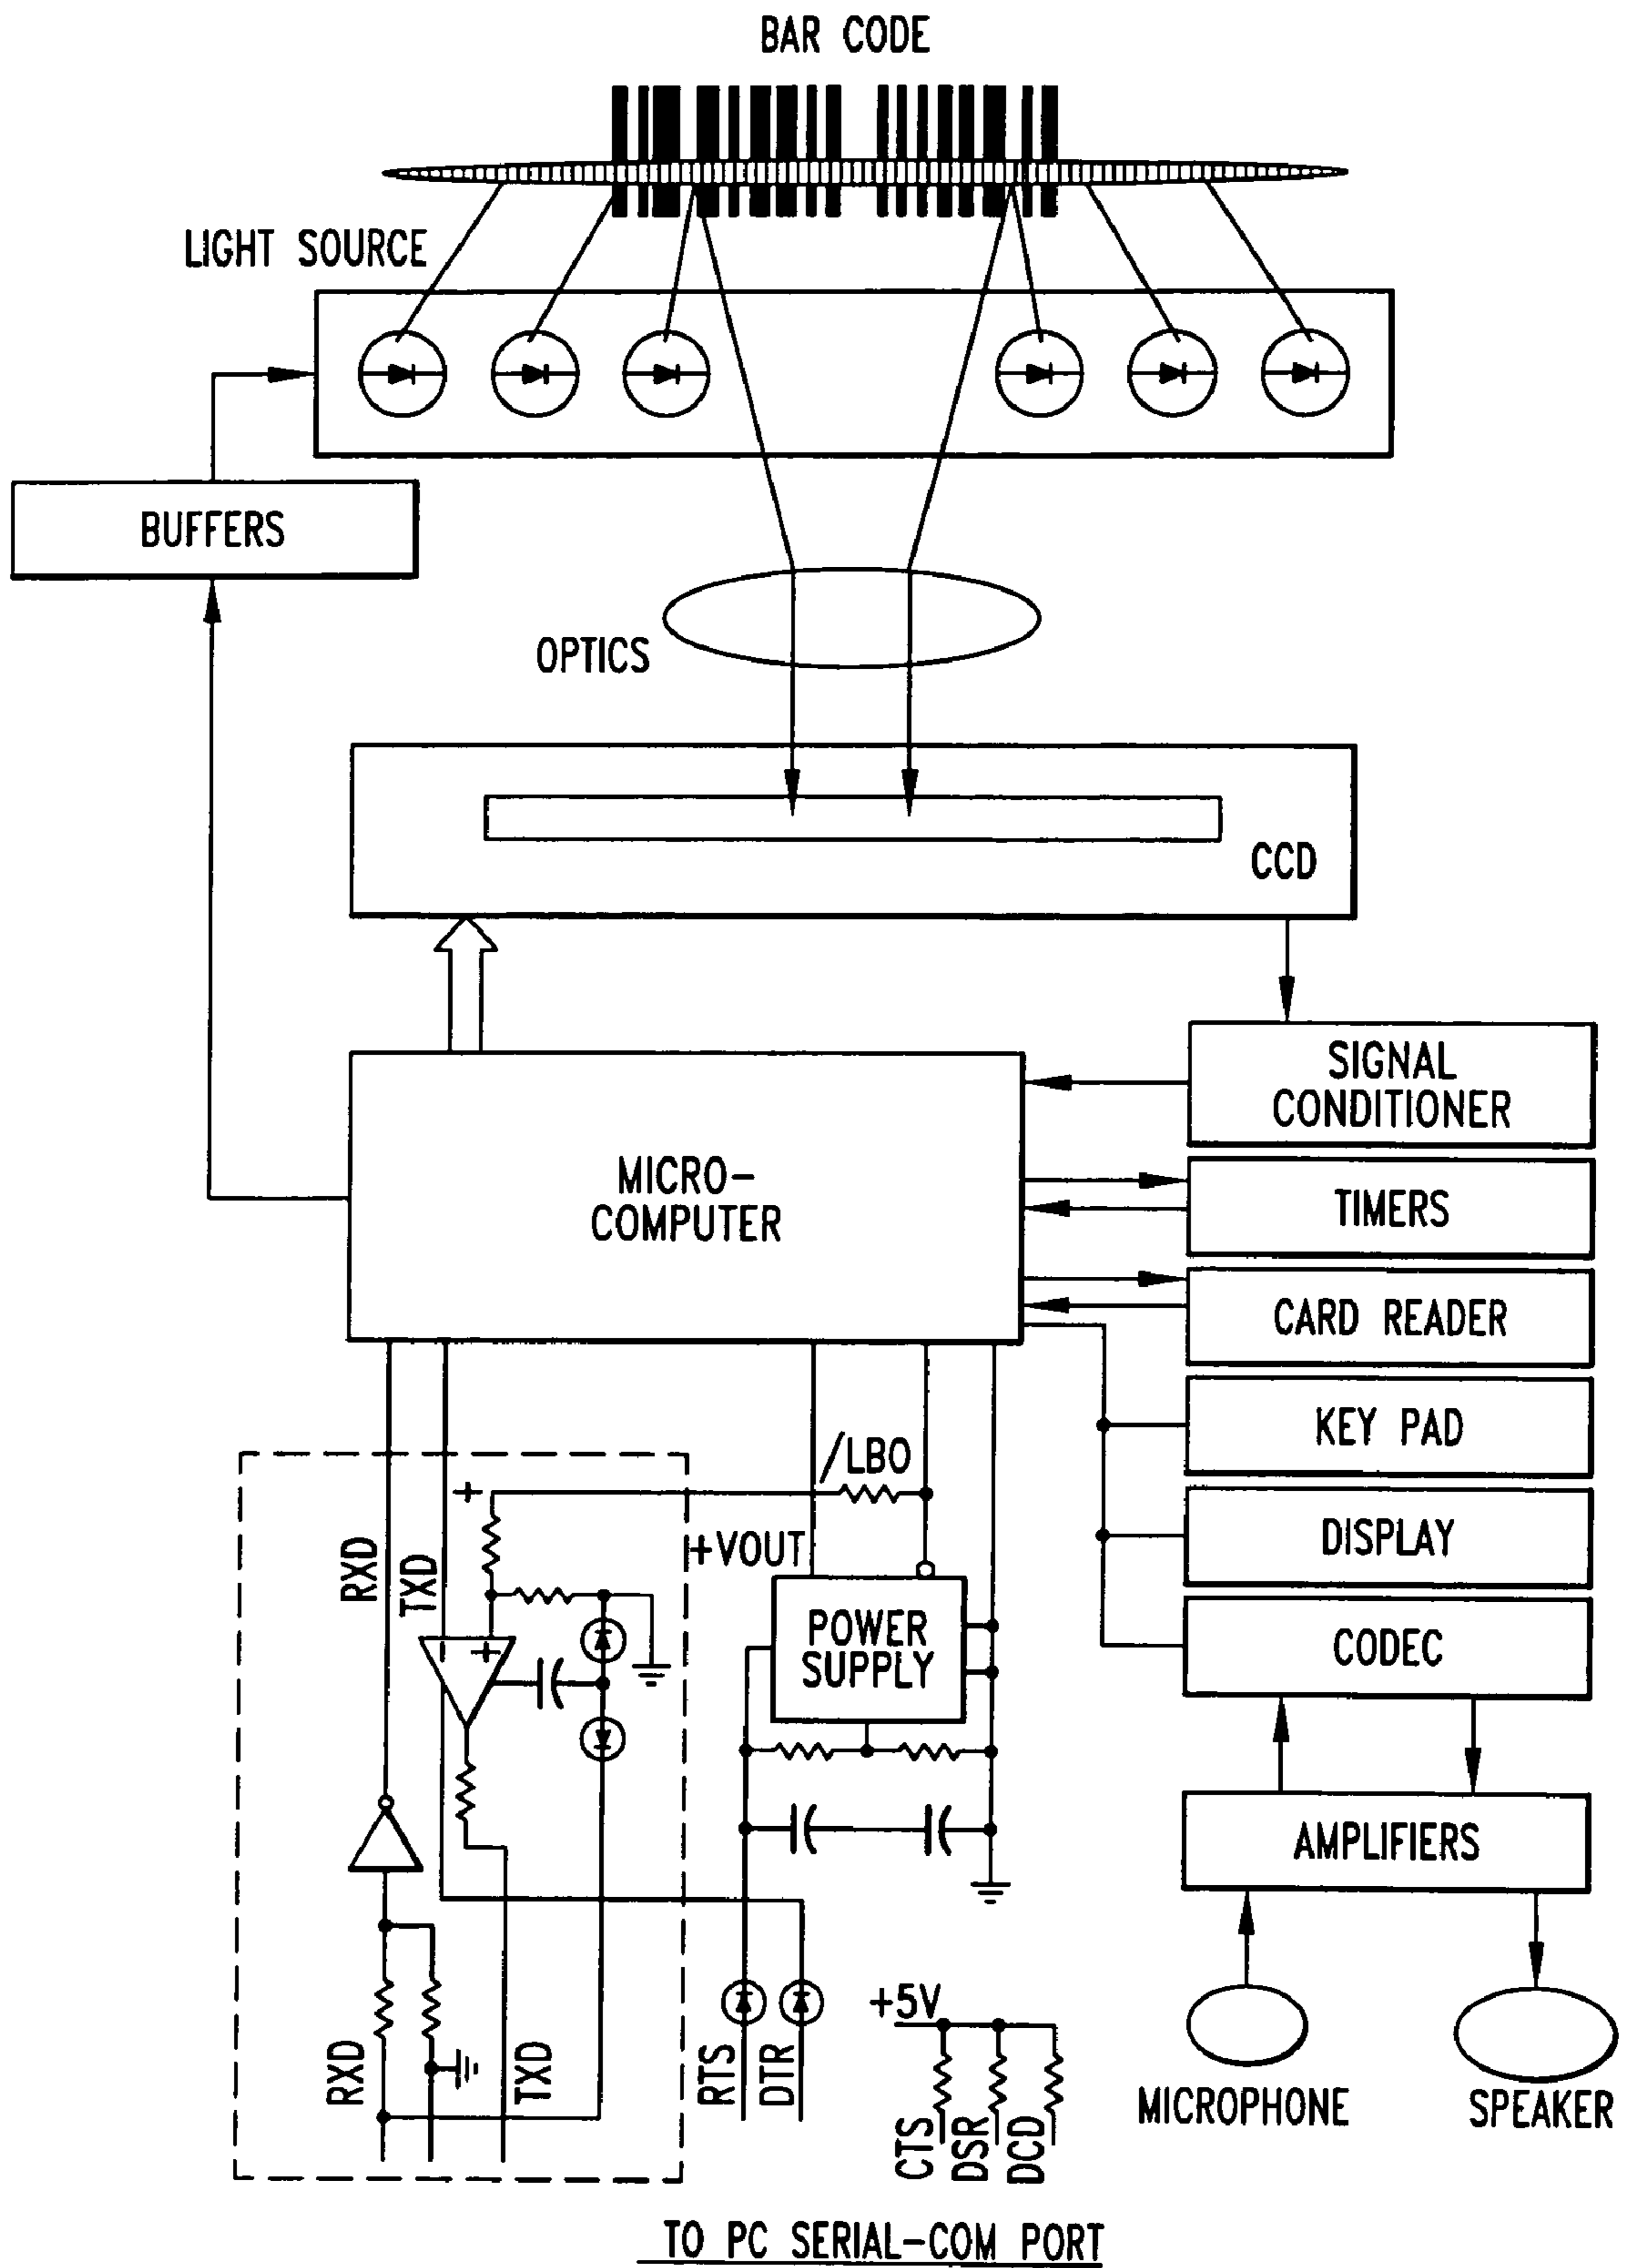 BAR CODE
LIGHT SOURCE
BUFFERS
OPTICS
CCD
SIGNAL
CONDITIONER
MICRO-
COMPUTER
TIMERS
CARD READER
KEY PAD
/LBO
+
+VOUT
DISPLAY
RXD
TXD
POWER
SUPPLY
CODEC
- +
AMPLIFIERS
+5V
RXD
TXD
RTS
DTR
CTS
DSR
DCD
MICROPHONE
SPEAKER
TO PC SERIAL-COM PORT